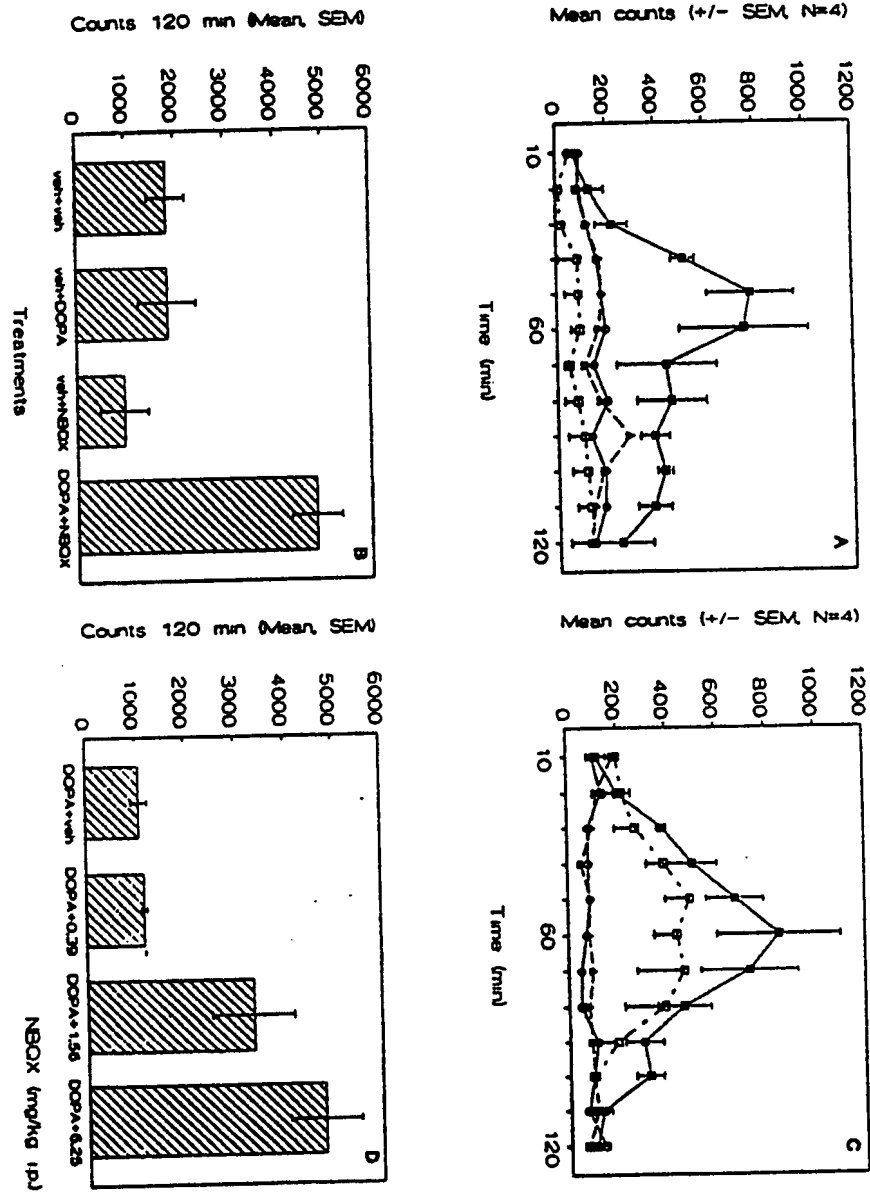 Mean counts (+/- SEM, N=4)
1200
1000
800
600
400
200
0
A
10
60
120
Time (min)
Mean counts (+/- SEM, N=4)
1200
1000
800
600
400
200
0
C
10
60
120
Time (min)
Counts 120 min (Mean, SEM)
6000
5000
4000
3000
2000
1000
0
B
veh+veh
veh+DOPA
veh+NBQX
DOPA+NBQX
Treatments
Counts 120 min (Mean, SEM)
6000
5000
4000
3000
2000
1000
0
D
DOPA+veh
DOPA+0.39
DOPA+1.56
DOPA+6.25
NBQX (mg/kg i.p.)